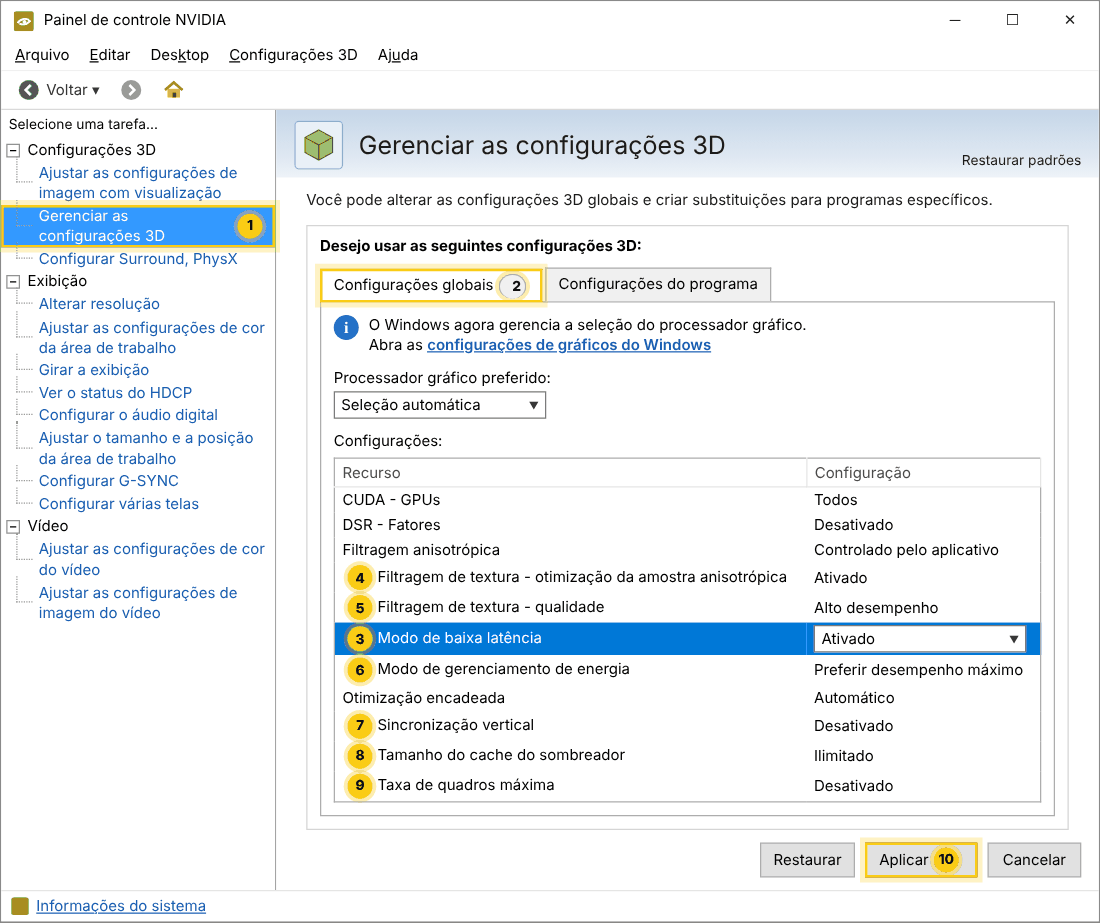 Painel de controle NVIDIA
Arquivo Editar Desktop Configurações 3D Ajuda
Voltar
Selecione uma tarefa...
Configurações 3D
Ajustar as configurações de
imagem com visualização
Gerenciar as
configurações 3D
1
Configurar Surround, PhysX
Exibição
Alterar resolução
Ajustar as configurações de cor
da área de trabalho
Girar a exibição
Ver o status do HDCP
Configurar o áudio digital
Ajustar o tamanho e a posição
da área de trabalho
Configurar G-SYNC
Configurar várias telas
Vídeo
Ajustar as configurações de cor
do vídeo
Ajustar as configurações de
imagem do vídeo
Gerenciar as configurações 3D
Restaurar padrões
Você pode alterar as configurações 3D globais e criar substituições para programas específicos.
Desejo usar as seguintes configurações 3D:
Configurações globais 2 Configurações do programa
O Windows agora gerencia a seleção do processador gráfico.
Abra as configurações de gráficos do Windows
Processador gráfico preferido:
Seleção automática
Configurações:
Recurso Configuração
CUDA - GPUs Todos
DSR - Fatores Desativado
Filtragem anisotrópica Controlado pelo aplicativo
4 Filtragem de textura - otimização da amostra anisotrópica Ativado
5 Filtragem de textura - qualidade Alto desempenho
3 Modo de baixa latência Ativado
6 Modo de gerenciamento de energia Preferir desempenho máximo
Otimização encadeada Automático
7 Sincronização vertical Desativado
8 Tamanho do cache do sombreador Ilimitado
9 Taxa de quadros máxima Desativado
Restaurar Aplicar 10 Cancelar
Informações do sistema